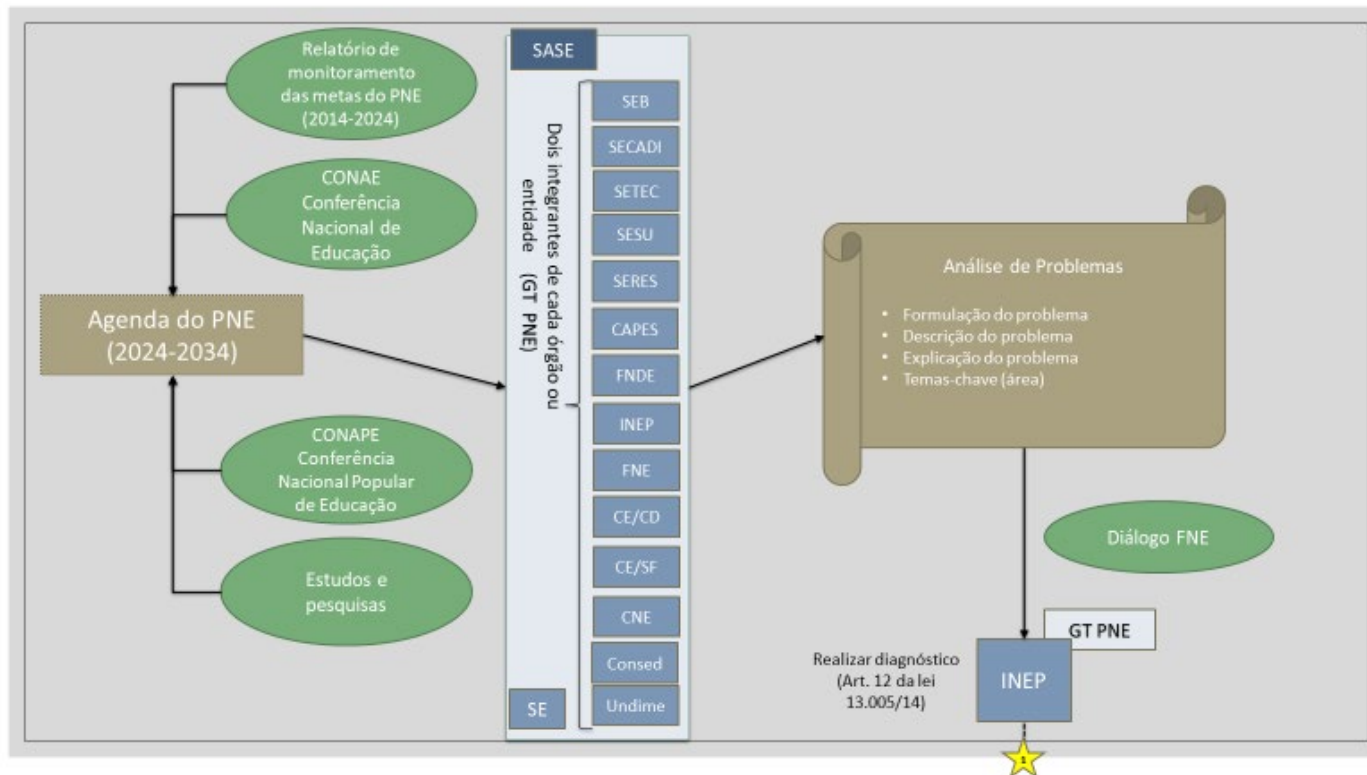 Relatório de
monitoramento
das metas do PNE
(2014-2024)
CONAE
Conferência
Nacional de
Educação
Agenda do PNE
(2024-2034)
CONAPE
Conferência
Nacional Popular
de Educação
Estudos e
pesquisas
SASE
Dois integrantes de cada órgão ou
entidade (GT PNE)
SEB
SECADI
SETEC
SESU
SERES
CAPES
FNDE
INEP
FNE
CE/CD
CE/SF
CNE
Consed
Undime
SE
Análise de Problemas
• Formulação do problema
• Descrição do problema
• Explicação do problema
• Temas-chave (área)
Diálogo FNE
GT PNE
INEP
Realizar diagnóstico
(Art. 12 da lei
13.005/14)
1